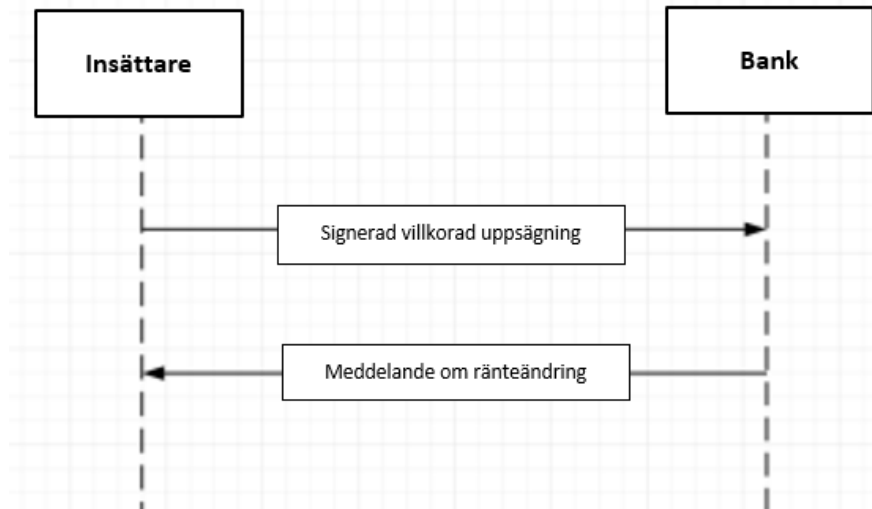 Insättare
Bank
Signerad villkorad uppsägning
Meddelande om ränteändring